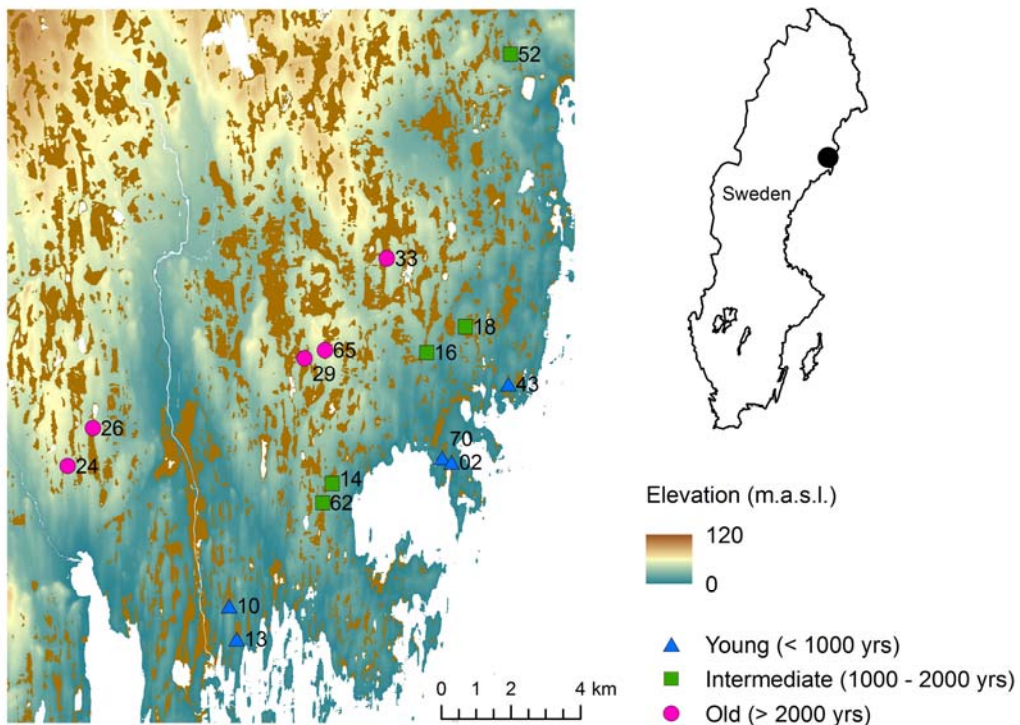 52
33
18
16
65
29
43
26
70
02
24
14
62
10
13
0 1 2 4 km
Sweden
Elevation (m.a.s.l.)
120
0
Young (< 1000 yrs)
Intermediate (1000 - 2000 yrs)
Old (> 2000 yrs)